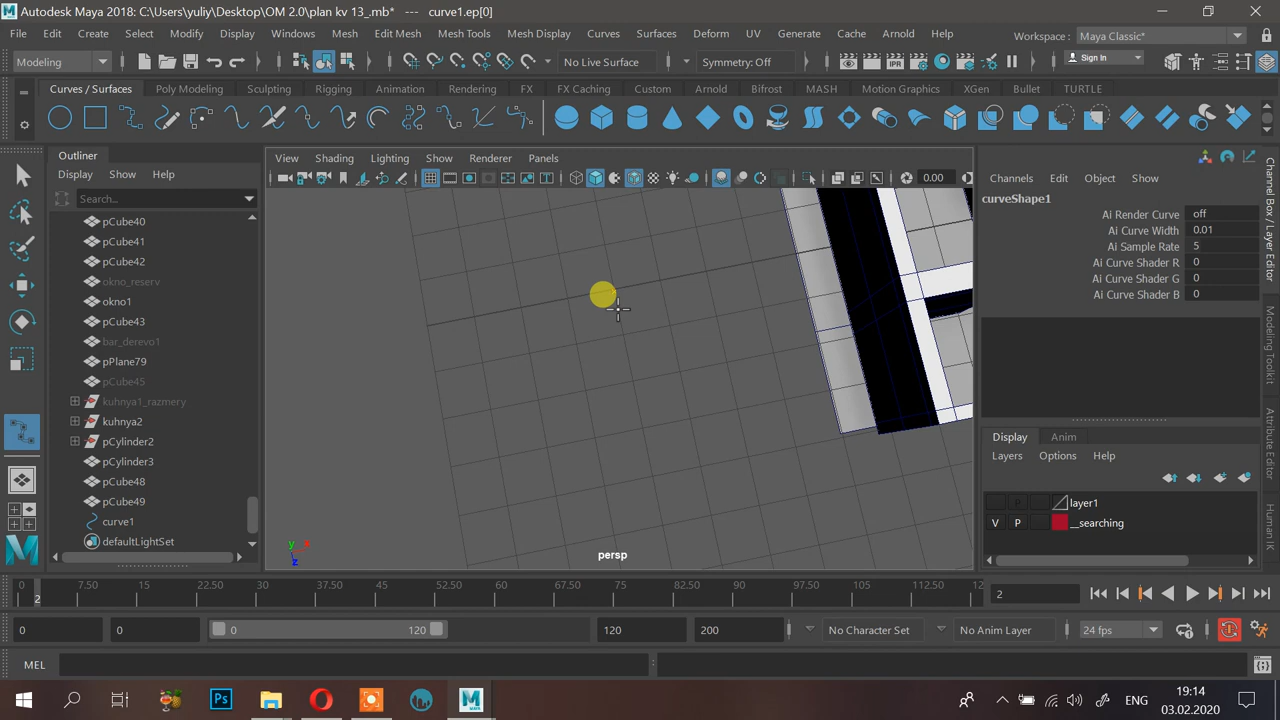 Autodesk Maya 2018: C:\Users\yuliy\Desktop\OM 2.0\plan kv 13_.mb* --- curve1.ep[0]
File Edit Create Select Modify Display Windows Mesh Edit Mesh Mesh Tools Mesh Display Curves Surfaces Deform UV Generate Cache Arnold Help Workspace : Maya Classic*
Modeling No Live Surface Symmetry: Off Sign In
Curves / Surfaces Poly Modeling Sculpting Rigging Animation Rendering FX FX Caching Custom Arnold Bifrost MASH Motion Graphics XGen Bullet TURTLE
Outliner
Display Show Help
Search...
pCube40
pCube41
pCube42
okno_reserv
okno1
pCube43
bar_derevo1
pPlane79
pCube45
kuhnya1_razmery
kuhnya2
pCylinder2
pCylinder3
pCube48
pCube49
curve1
defaultLightSet
View Shading Lighting Show Renderer Panels
0.00
y x z
persp
Channels Edit Object Show
curveShape1
Ai Render Curve off
Ai Curve Width 0.01
Ai Sample Rate 5
Ai Curve Shader R 0
Ai Curve Shader G 0
Ai Curve Shader B 0
Display Anim
Layers Options Help
P layer1
V P __searching
Channel Box / Layer Editor
Modeling Toolkit
Attribute Editor
Human IK
0 7.50 15 22.50 30 37.50 45 52.50 60 67.50 75 82.50 90 97.50 105 112.50 12
2 2
0 0 0 120 120 200 No Character Set No Anim Layer 24 fps
MEL
Ps ENG 19:14
03.02.2020